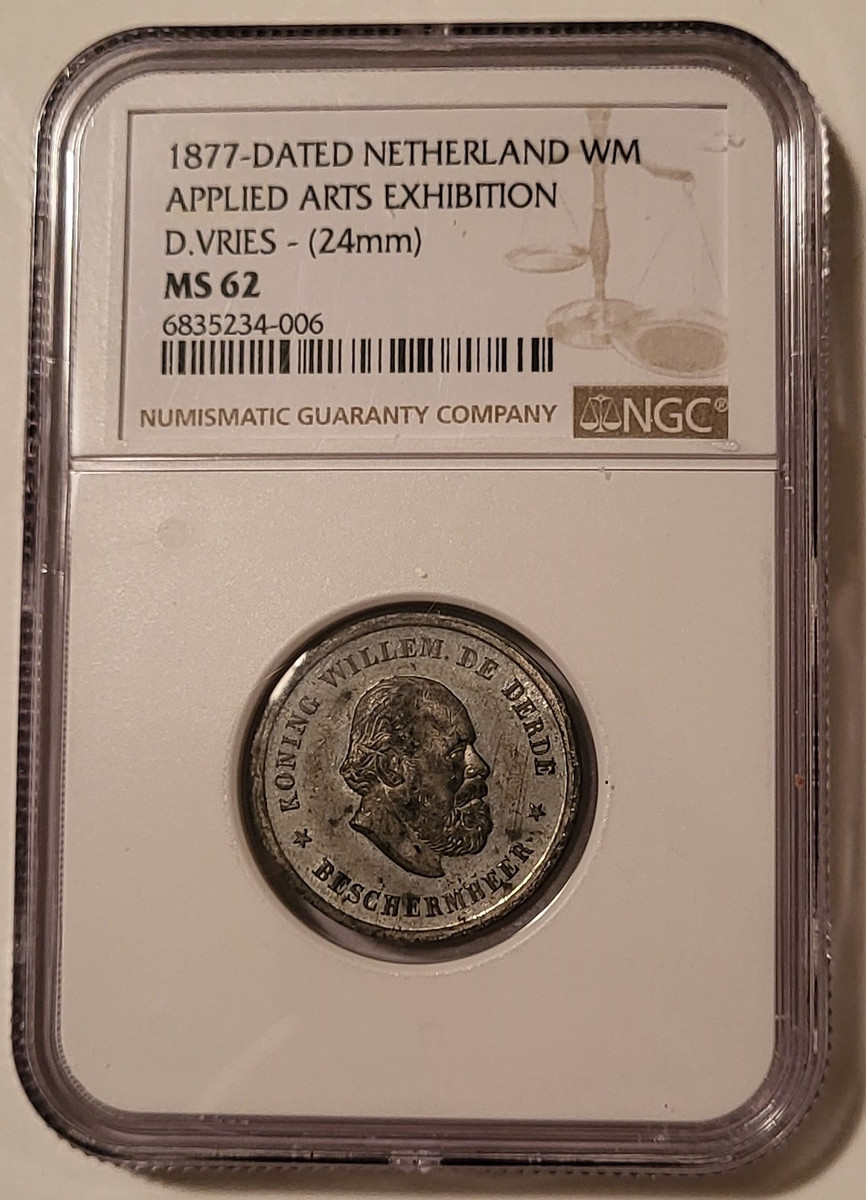 1877-DATED NETHERLAND WM
APPLIED ARTS EXHIBITION
D.VRIES - (24mm)
MS 62
6835234-006
NUMISMATIC GUARANTY COMPANY
NGC®
KONING WILLEM. DE DERDE
BESCHERMHEER.